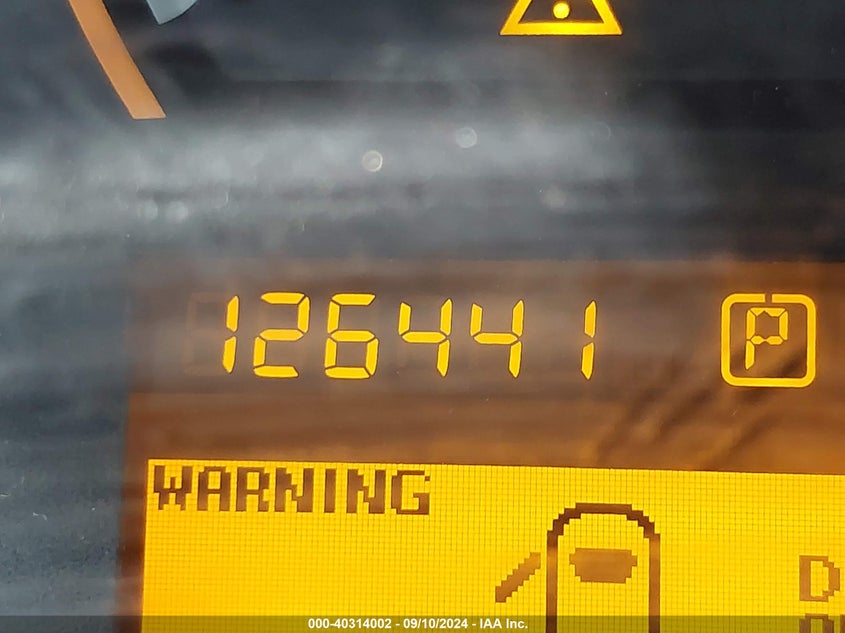 126441 P
WARNING
D
000-40314002 - 09/10/2024 - IAA Inc.